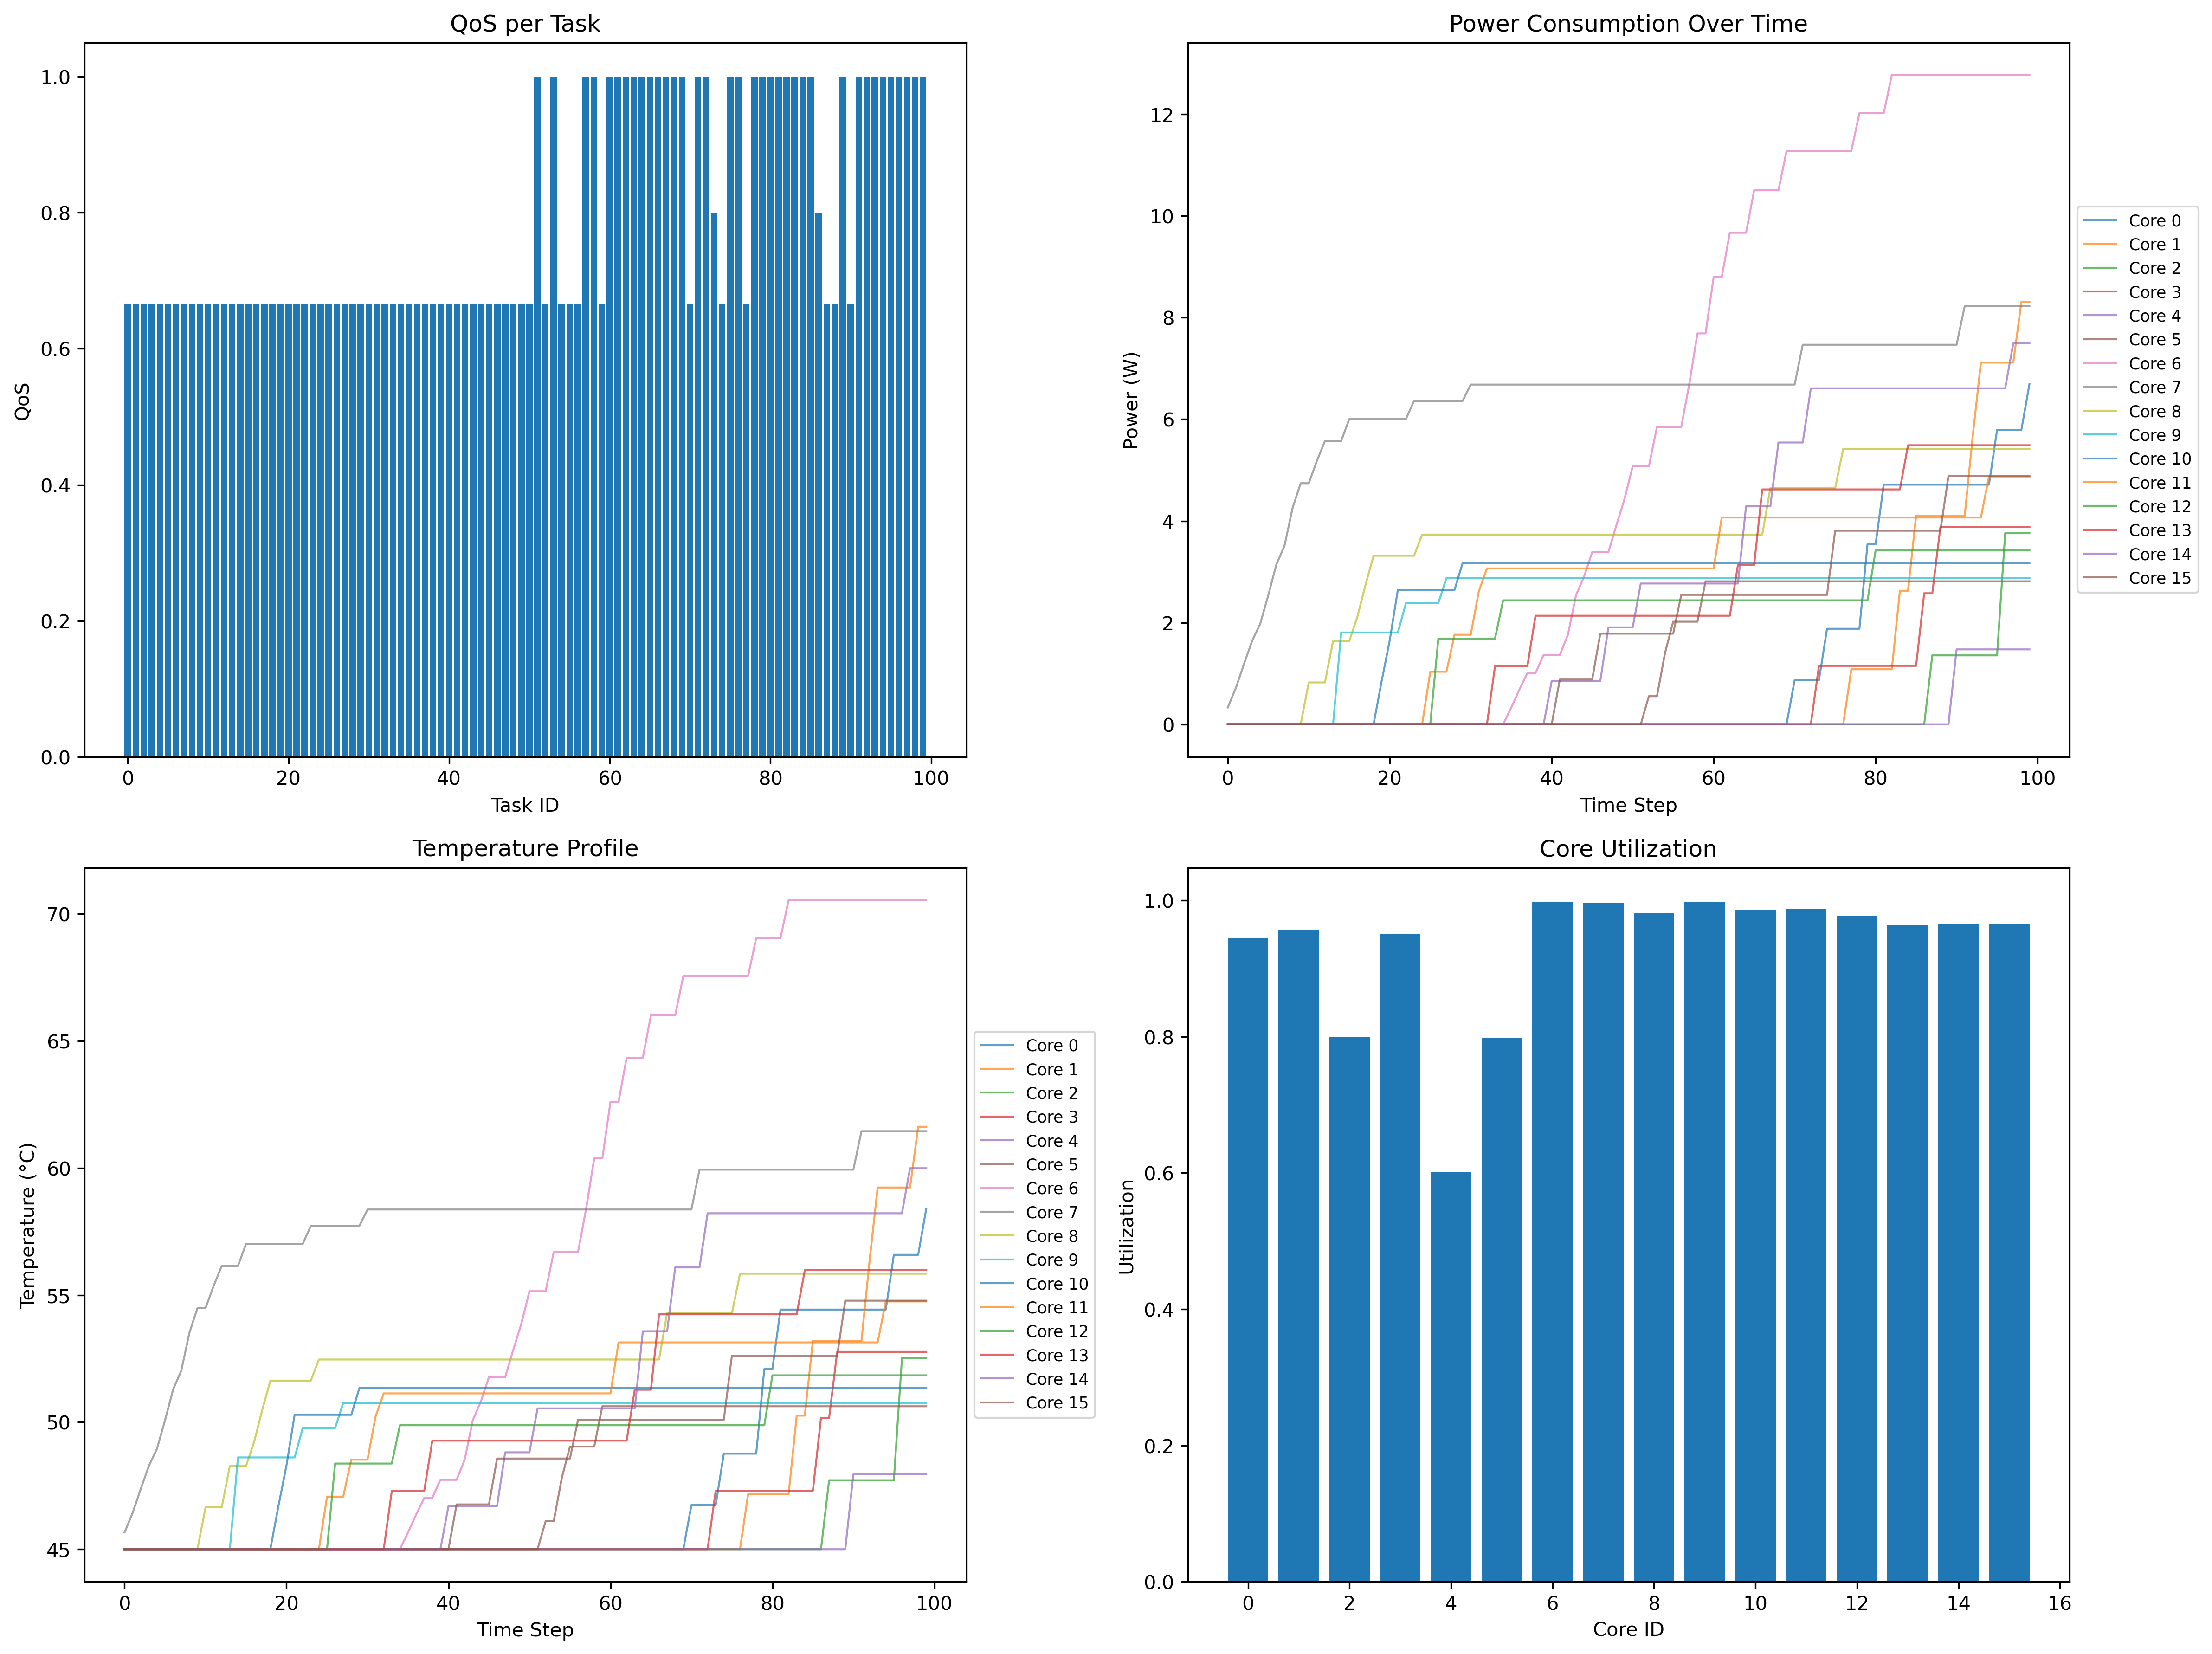 QoS per Task
QoS
1.0
0.8
0.6
0.4
0.2
0.0
0 20 40 60 80 100
Task ID
Power Consumption Over Time
Power (W)
12
10
8
6
4
2
0
0 20 40 60 80 100
Time Step
Core 0
Core 1
Core 2
Core 3
Core 4
Core 5
Core 6
Core 7
Core 8
Core 9
Core 10
Core 11
Core 12
Core 13
Core 14
Core 15
Temperature Profile
Temperature (°C)
70
65
60
55
50
45
0 20 40 60 80 100
Time Step
Core 0
Core 1
Core 2
Core 3
Core 4
Core 5
Core 6
Core 7
Core 8
Core 9
Core 10
Core 11
Core 12
Core 13
Core 14
Core 15
Core Utilization
Utilization
1.0
0.8
0.6
0.4
0.2
0.0
0 2 4 6 8 10 12 14 16
Core ID